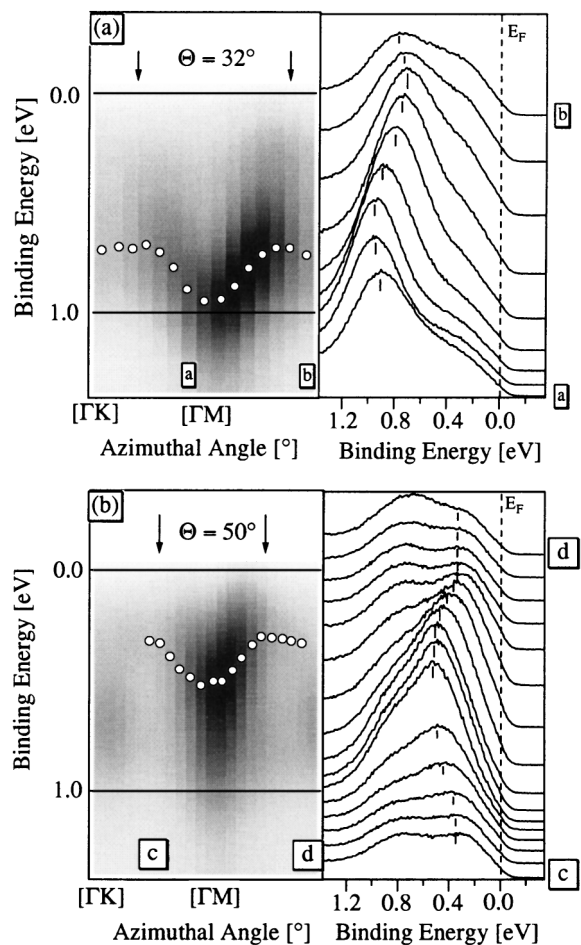 (a)
Θ = 32°
E_F
0.0
b
Binding Energy [eV]
1.0
a
b
a
[ΓK]
[ΓM]
1.2
0.8
0.4
0.0
Azimuthal Angle [°]
Binding Energy [eV]
(b)
Θ = 50°
E_F
d
0.0
Binding Energy [eV]
1.0
c
d
c
[ΓK]
[ΓM]
1.2
0.8
0.4
0.0
Azimuthal Angle [°]
Binding Energy [eV]